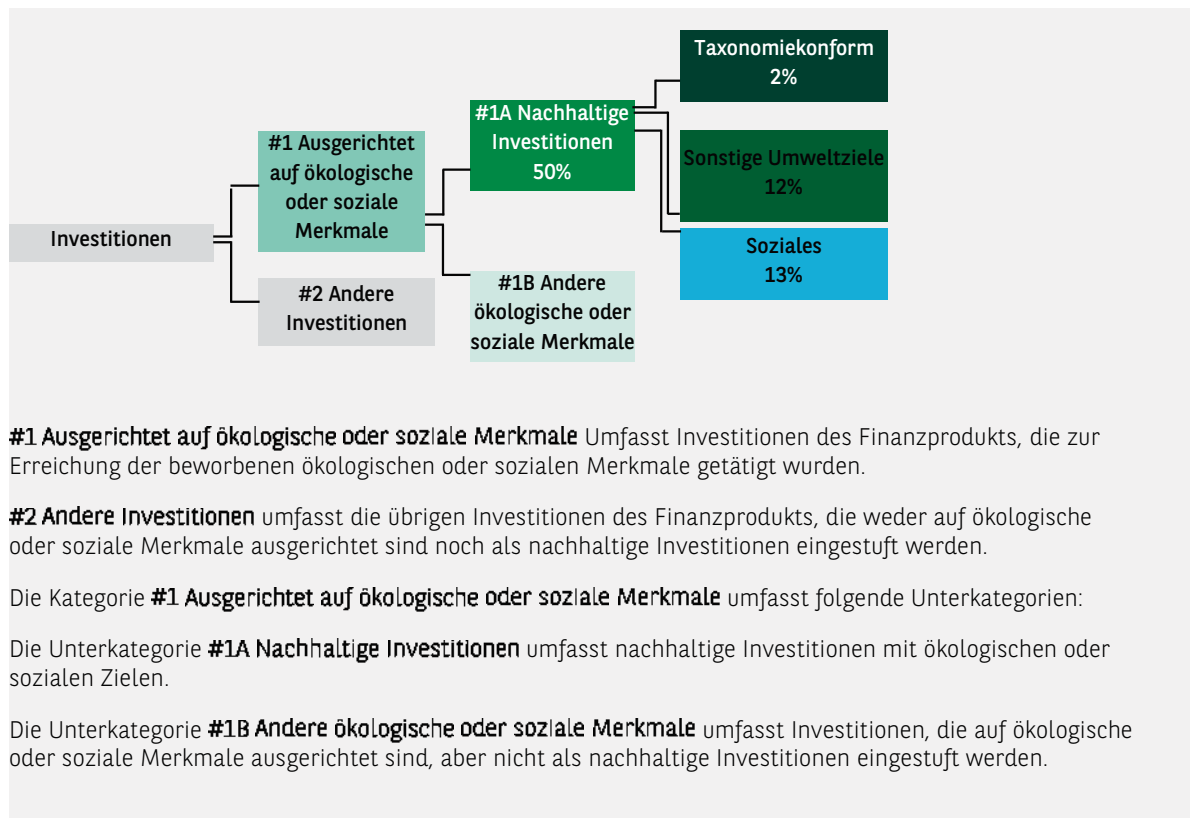 Taxonomiekonform
2%
#1A Nachhaltige
Investitionen
50%
#1 Ausgerichtet
auf ökologische
oder soziale
Merkmale
Sonstige Umweltziele
12%
Investitionen
Soziales
13%
#2 Andere
Investitionen
#1B Andere
ökologische oder
soziale Merkmale
#1 Ausgerichtet auf ökologische oder soziale Merkmale Umfasst Investitionen des Finanzprodukts, die zur
Erreichung der beworbenen ökologischen oder sozialen Merkmale getätigt wurden.
#2 Andere Investitionen umfasst die übrigen Investitionen des Finanzprodukts, die weder auf ökologische
oder soziale Merkmale ausgerichtet sind noch als nachhaltige Investitionen eingestuft werden.
Die Kategorie #1 Ausgerichtet auf ökologische oder soziale Merkmale umfasst folgende Unterkategorien:
Die Unterkategorie #1A Nachhaltige Investitionen umfasst nachhaltige Investitionen mit ökologischen oder
sozialen Zielen.
Die Unterkategorie #1B Andere ökologische oder soziale Merkmale umfasst Investitionen, die auf ökologische
oder soziale Merkmale ausgerichtet sind, aber nicht als nachhaltige Investitionen eingestuft werden.